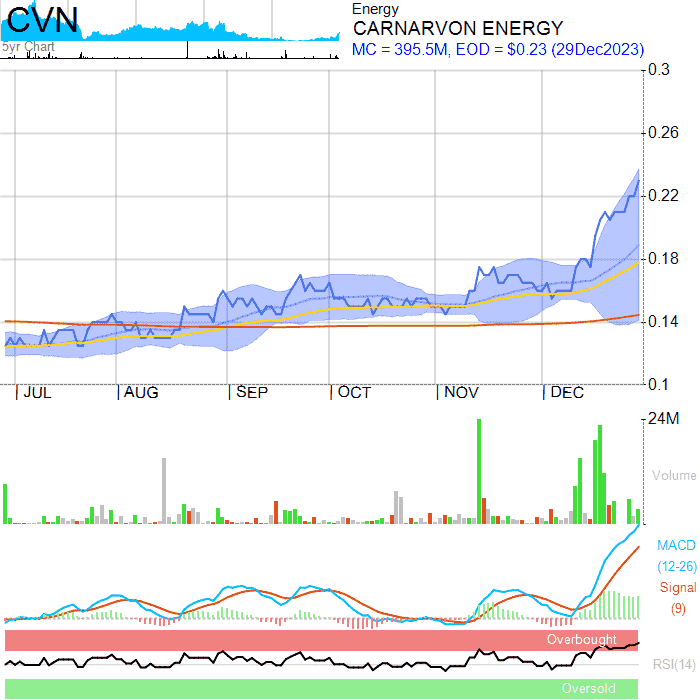 CVN
5yr Chart
Energy
CARNARVON ENERGY
MC = 395.5M, EOD = $0.23 (29Dec2023)
0.3
0.26
0.22
0.18
0.14
0.1
JUL AUG SEP OCT NOV DEC
24M
Volume
MACD
(12-26)
Signal
(9)
Overbought
RSI(14)
Oversold